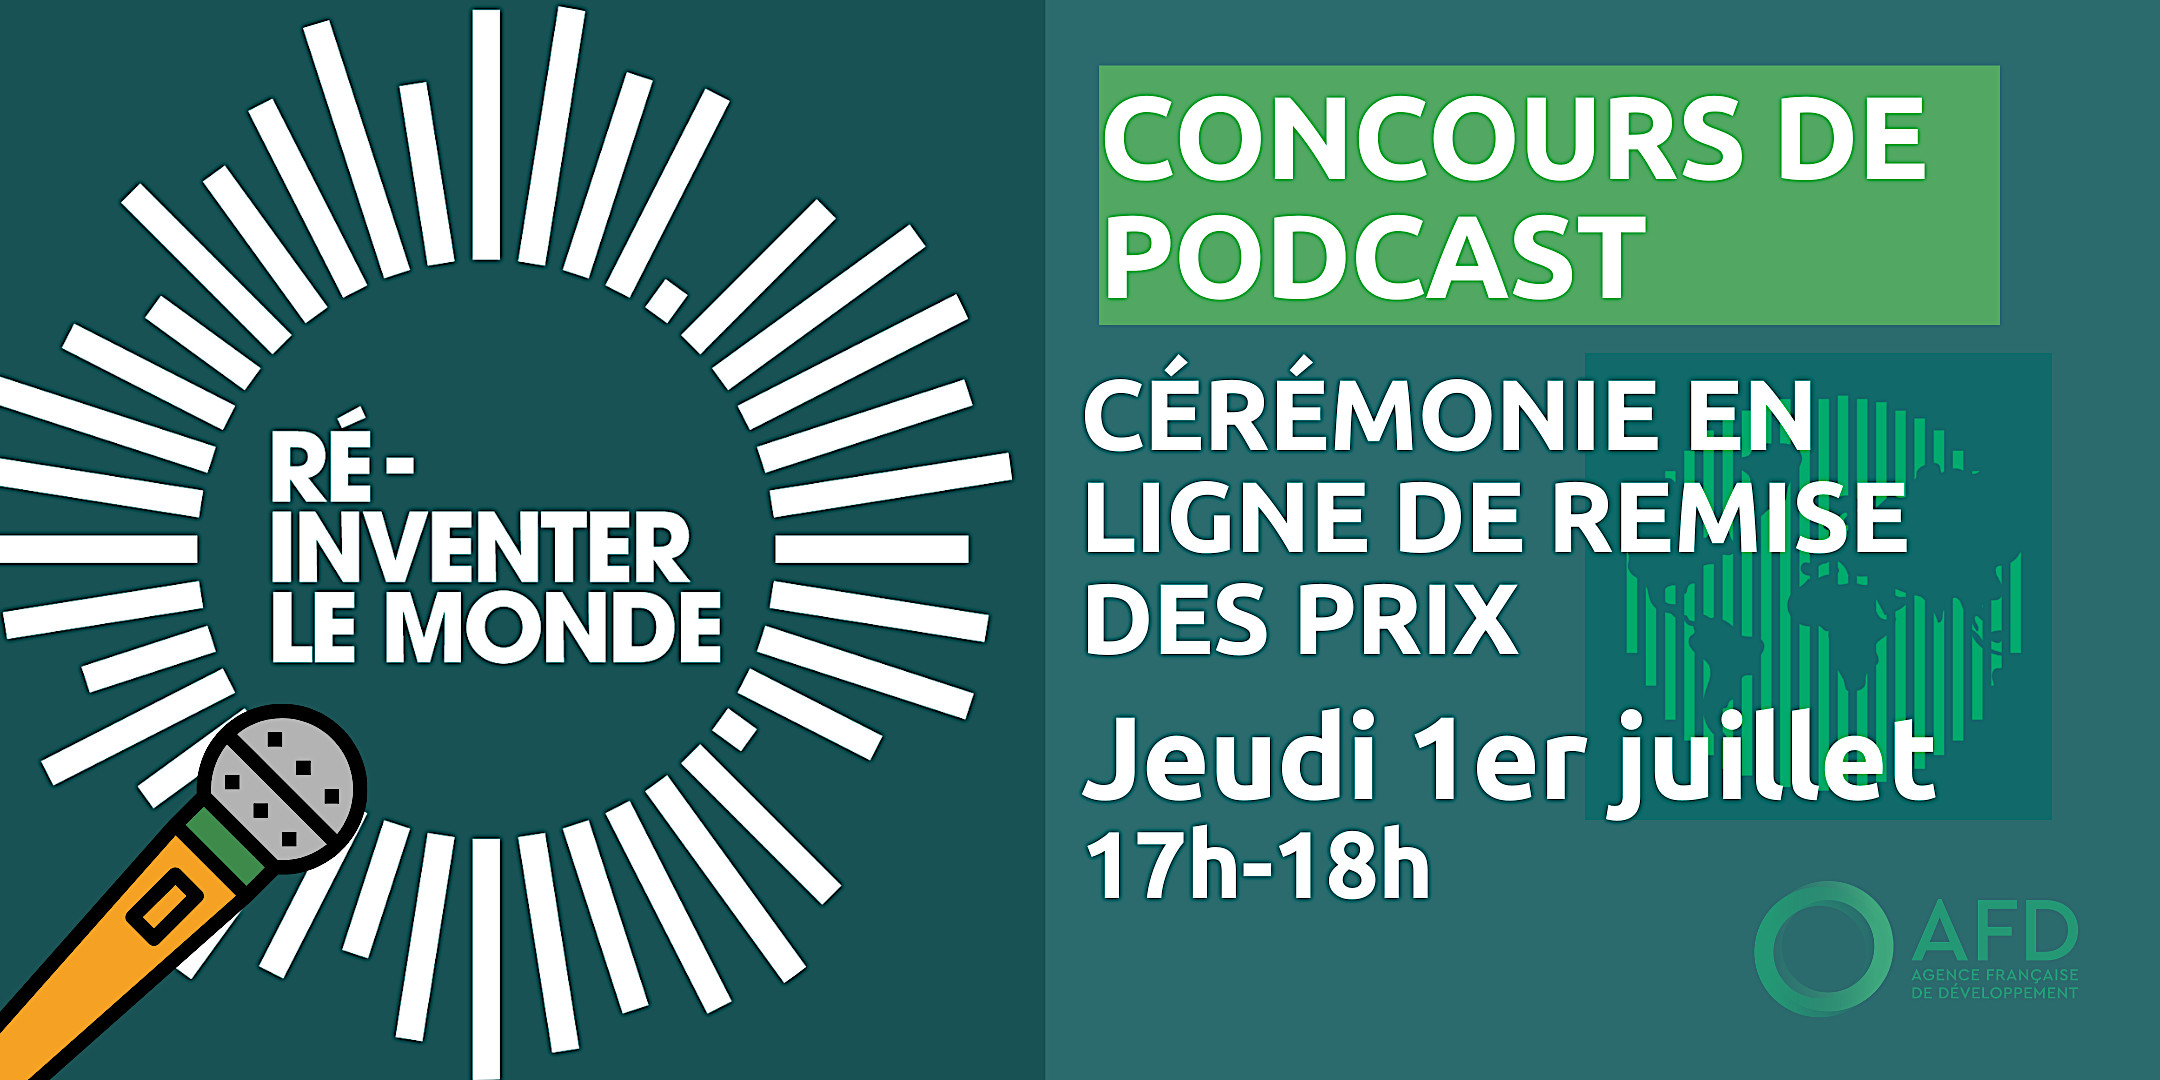 RÉ-
INVENTER
LE MONDE
CONCOURS DE
PODCAST
CÉRÉMONIE EN
LIGNE DE REMISE
DES PRIX
Jeudi 1er juillet
17h-18h
AFD
AGENCE FRANÇAISE
DE DÉVELOPPEMENT